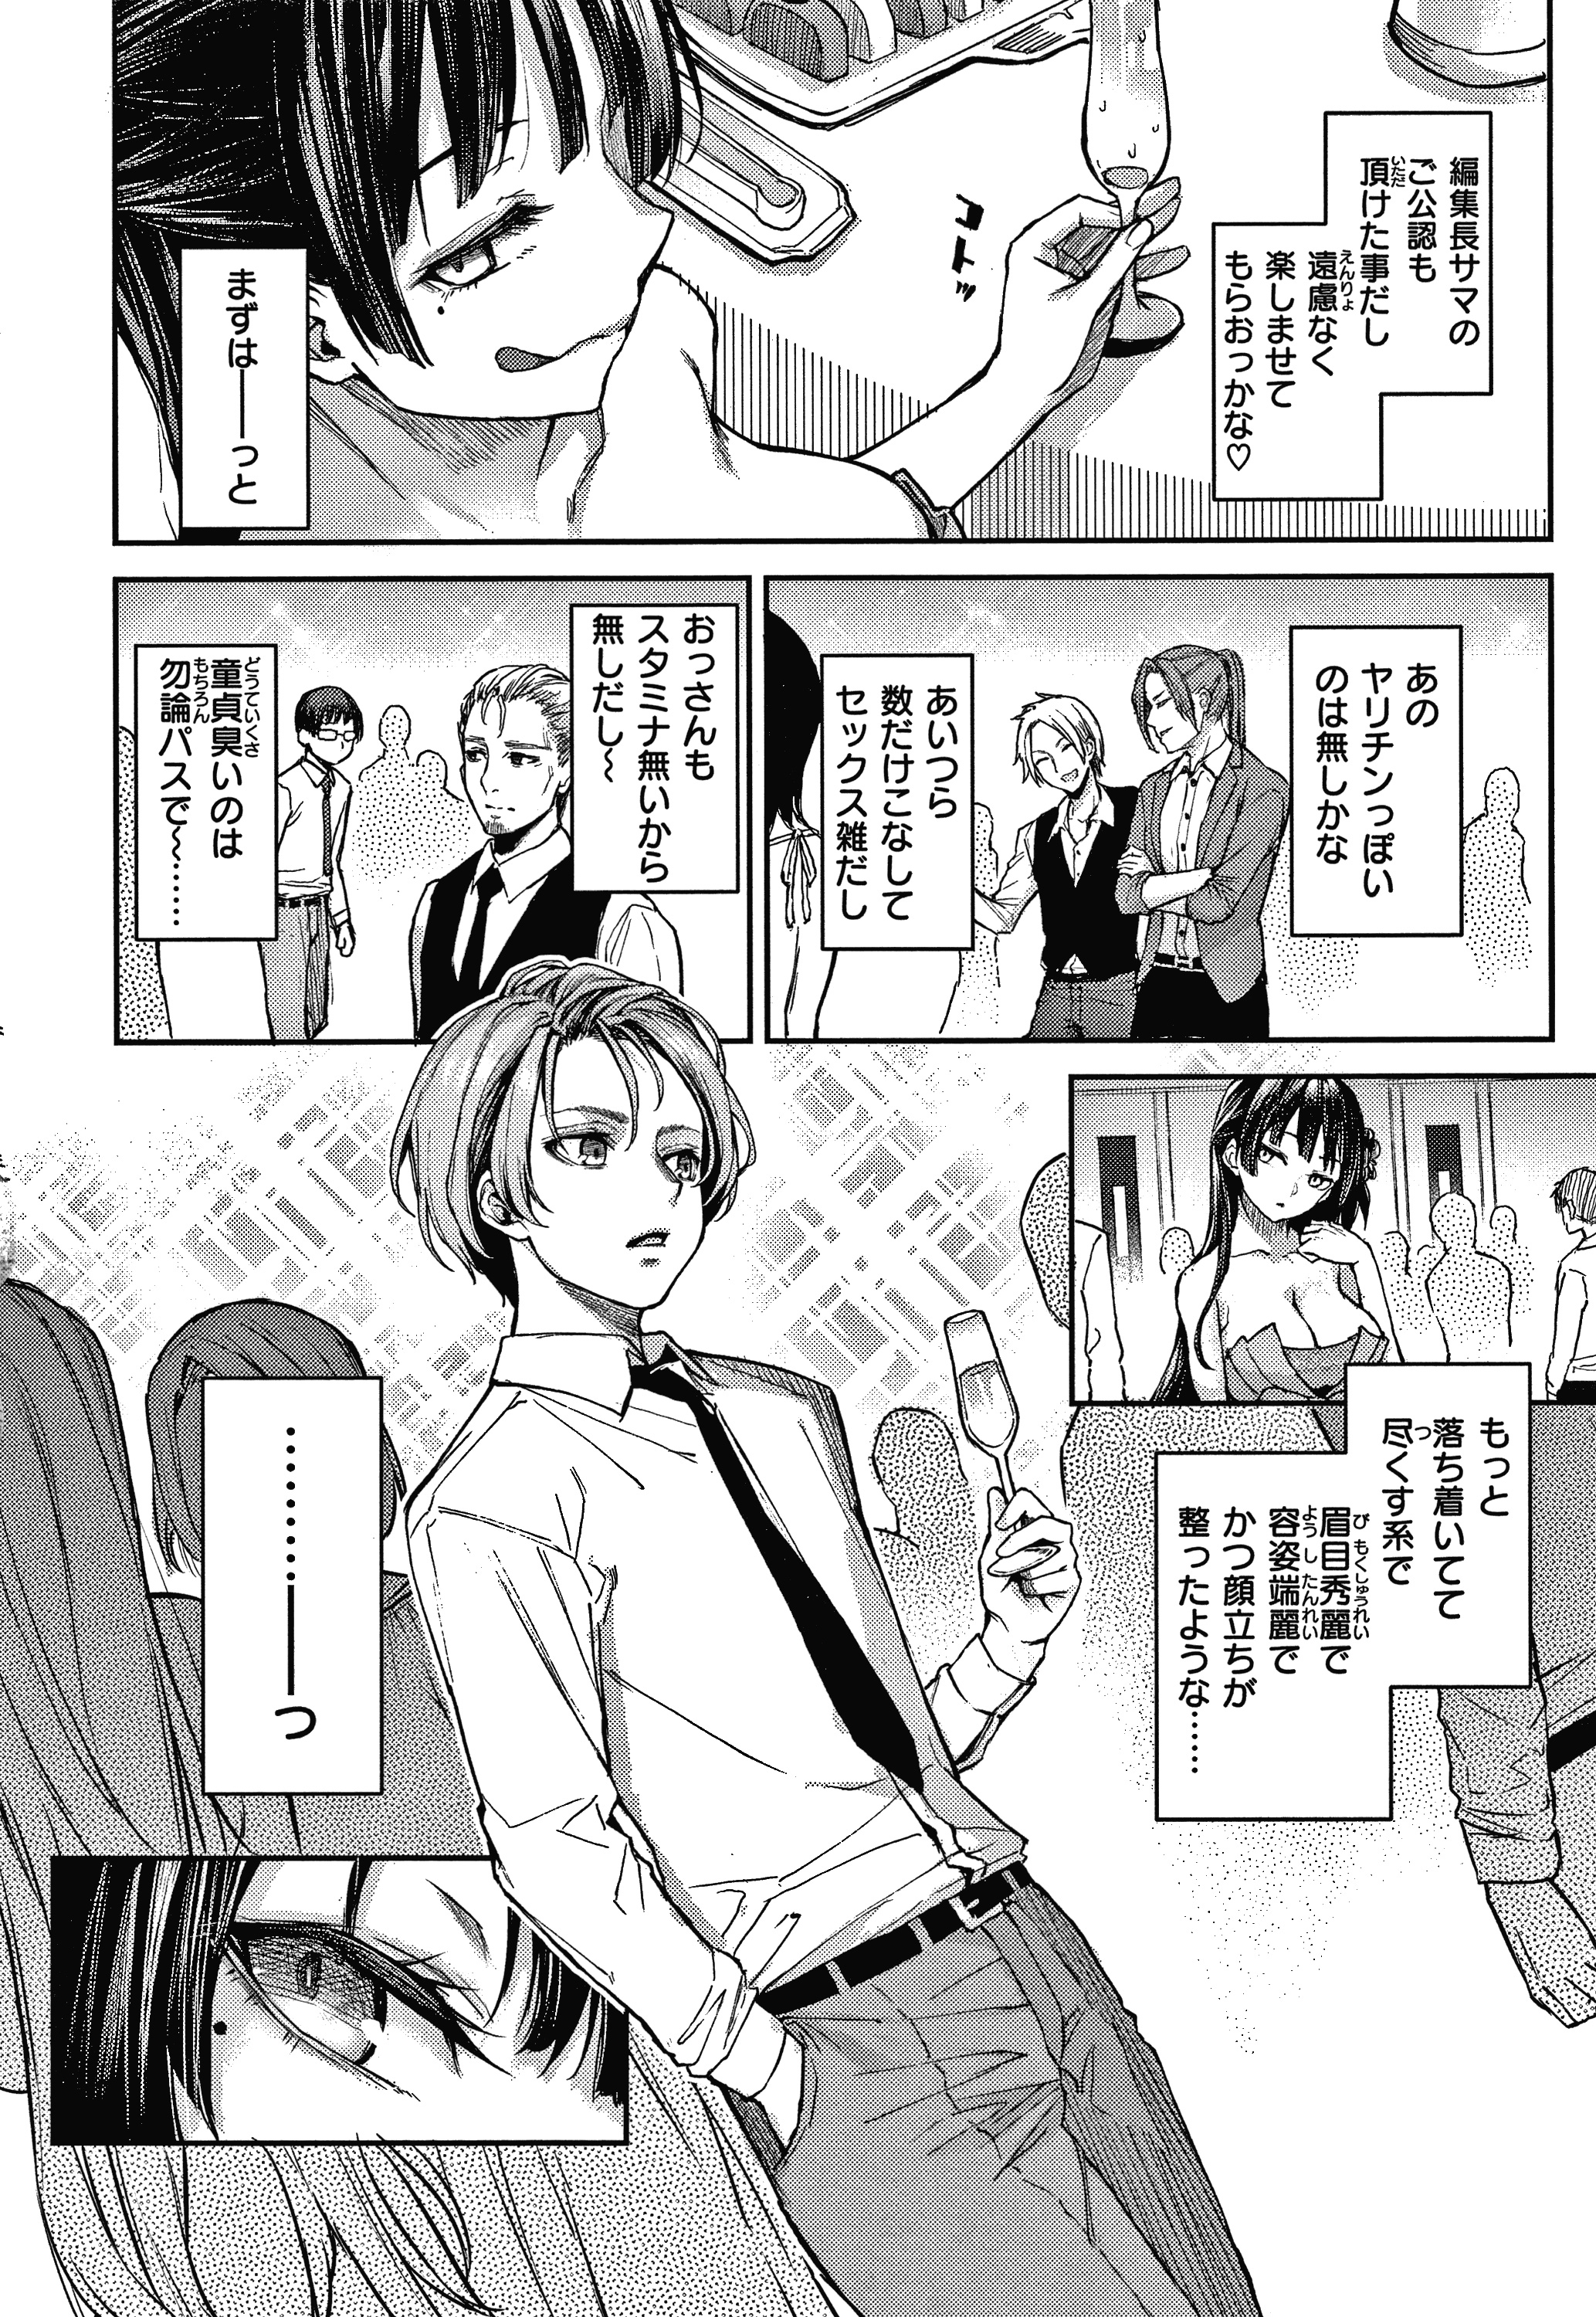 編集長サマの
ご公認も
頂けた事だし
遠慮なく
楽しませて
もらおっかな♡
コトッ
まずは――っと
あの
ヤリチンっぽい
のは無しかな
あいつら
数だけこなして
セックス雑だし
おっさんも
スタミナ無いから
無しだし～
童貞臭いのは
勿論パスで～……
もっと
落ち着いてて
尽くす系で
眉目秀麗で
容姿端麗で
かつ顔立ちが
整ったような……
………――っ